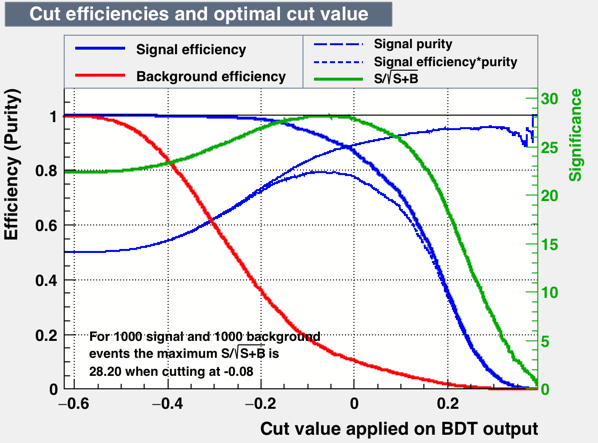 Cut efficiencies and optimal cut value
Signal efficiency
Background efficiency
Signal purity
Signal efficiency*purity
S/√S+B
Efficiency (Purity)
1
0.8
0.6
0.4
0.2
0
30
25
20
15
10
5
0
Significance
For 1000 signal and 1000 background
events the maximum S/√S+B is
28.20 when cutting at -0.08
−0.6 −0.4 −0.2 0 0.2
Cut value applied on BDT output